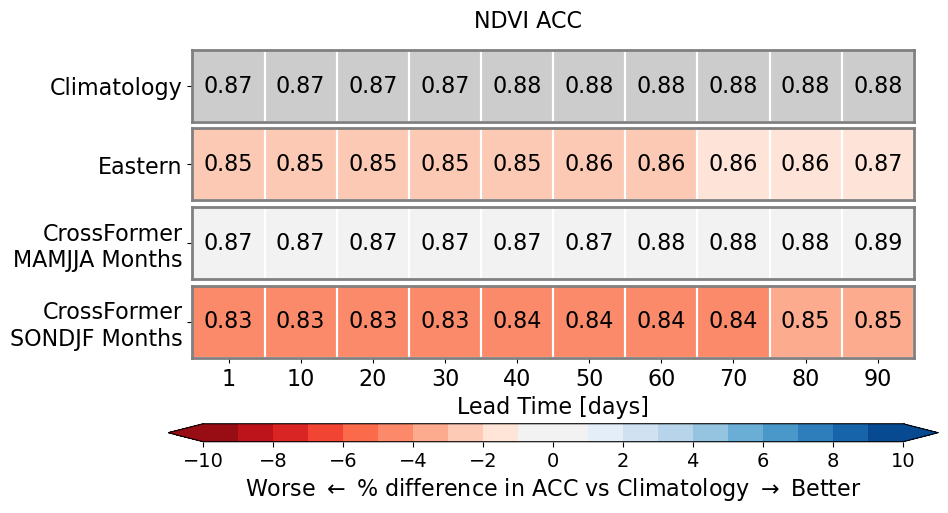 NDVI ACC
Climatology 0.87 0.87 0.87 0.87 0.88 0.88 0.88 0.88 0.88 0.88
Eastern 0.85 0.85 0.85 0.85 0.85 0.86 0.86 0.86 0.86 0.87
CrossFormer
MAMJJA Months 0.87 0.87 0.87 0.87 0.87 0.87 0.88 0.88 0.88 0.89
CrossFormer
SONDJF Months 0.83 0.83 0.83 0.83 0.84 0.84 0.84 0.84 0.85 0.85
1 10 20 30 40 50 60 70 80 90
Lead Time [days]
−10 −8 −6 −4 −2 0 2 4 6 8 10
Worse ← % difference in ACC vs Climatology → Better